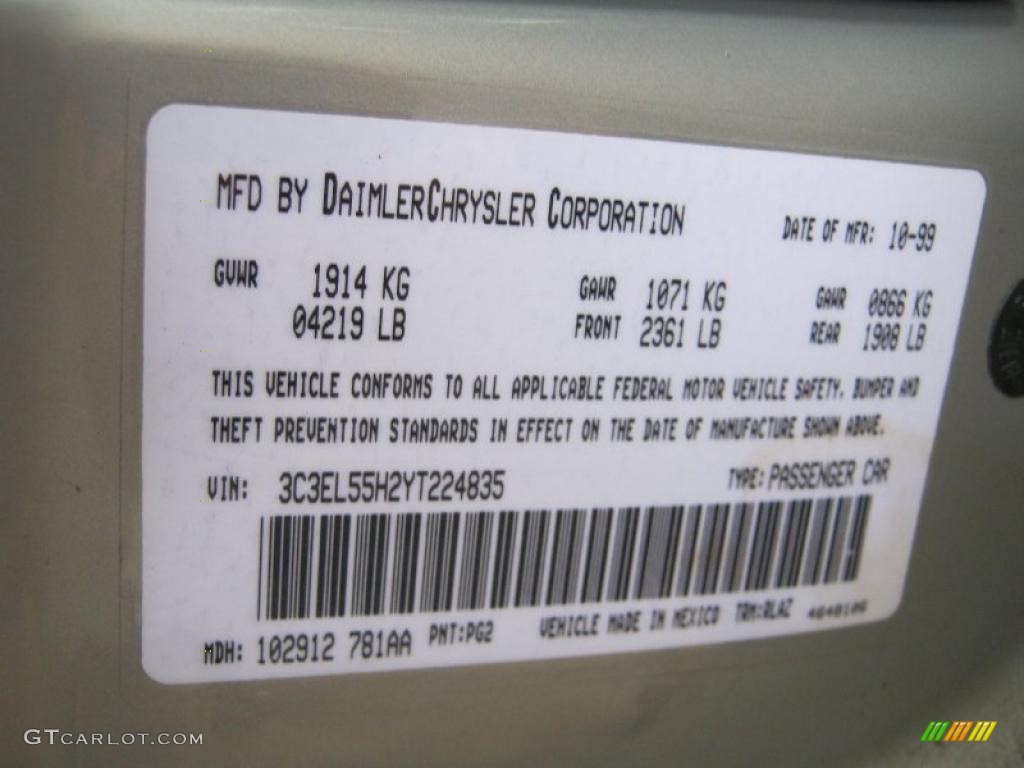 MFD BY DAIMLERCHRYSLER CORPORATION DATE OF MFR: 10-99
GVWR 1914 KG GAWR 1071 KG GAWR 0866 KG
04219 LB FRONT 2361 LB REAR 1908 LB
THIS VEHICLE CONFORMS TO ALL APPLICABLE FEDERAL MOTOR VEHICLE SAFETY, BUMPER AND
THEFT PREVENTION STANDARDS IN EFFECT ON THE DATE OF MANUFACTURE SHOWN ABOVE.
VIN: 3C3EL55H2YT224835 TYPE: PASSENGER CAR
MDH: 102912 781AA PNT:PG2 VEHICLE MADE IN MEXICO TRM:RLAZ
GTCARLOT.COM